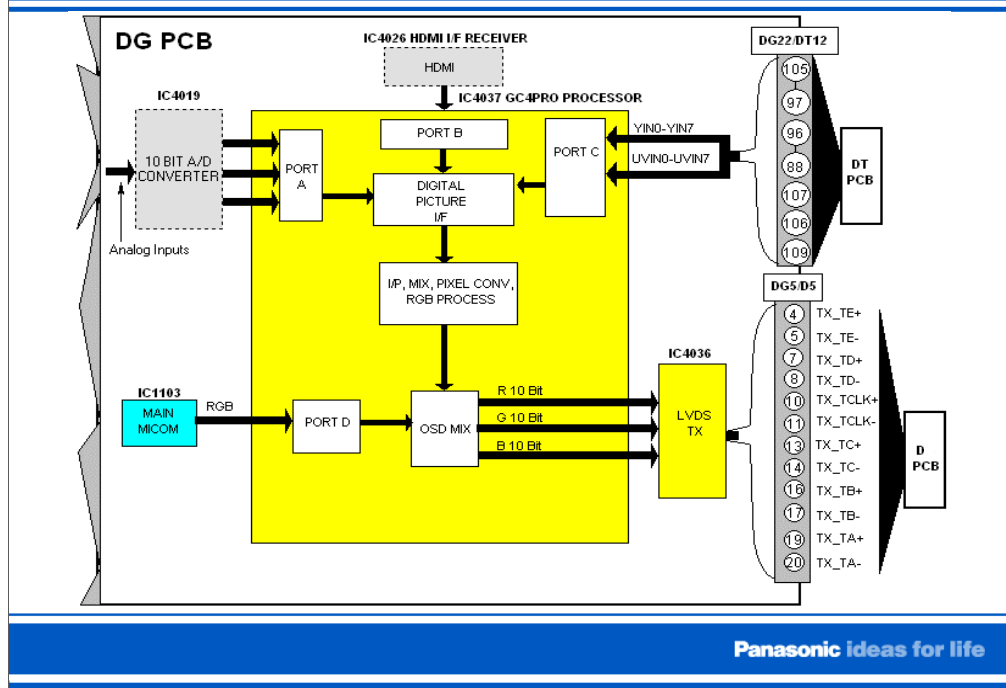 DG PCB
IC4026 HDMI I/F RECEIVER
HDMI
IC4037 GC4PRO PROCESSOR
IC4019
10 BIT A/D
CONVERTER
Analog Inputs
PORT
A
PORT B
PORT C
DIGITAL
PICTURE
I/F
YIN0-YIN7
UVIN0-UVIN7
I/P, MIX, PIXEL CONV,
RGB PROCESS
IC1103
MAIN
MICOM
RGB
PORT D
OSD MIX
R 10 Bit
G 10 Bit
B 10 Bit
IC4036
LVDS
TX
DG22/DT12
105
97
96
88
107
106
109
DT
PCB
DG5/D5
4 TX_TE+
5 TX_TE-
7 TX_TD+
8 TX_TD-
10 TX_TCLK+
11 TX_TCLK-
13 TX_TC+
14 TX_TC-
16 TX_TB+
17 TX_TB-
19 TX_TA+
20 TX_TA-
D
PCB
Panasonic ideas for life